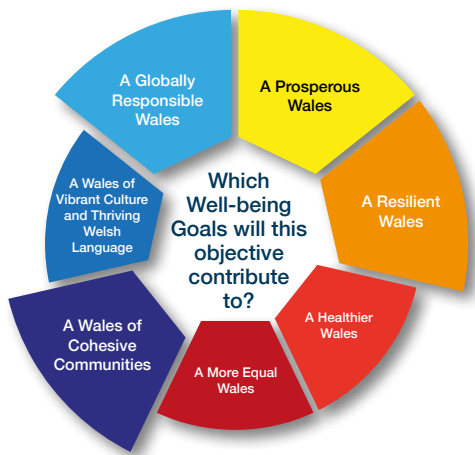 A Globally
Responsible
Wales
A Prosperous
Wales
A Resilient
Wales
A Healthier
Wales
A More Equal
Wales
A Wales of
Cohesive
Communities
A Wales of
Vibrant Culture
and Thriving
Welsh
Language
Which
Well-being
Goals will this
objective
contribute
to?